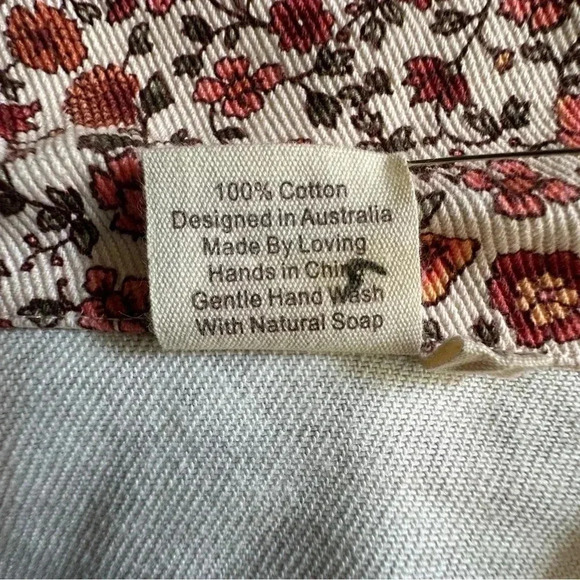 100% Cotton
Designed in Australia
Made By Loving
Hands in China
Gentle Hand Wash
With Natural Soap